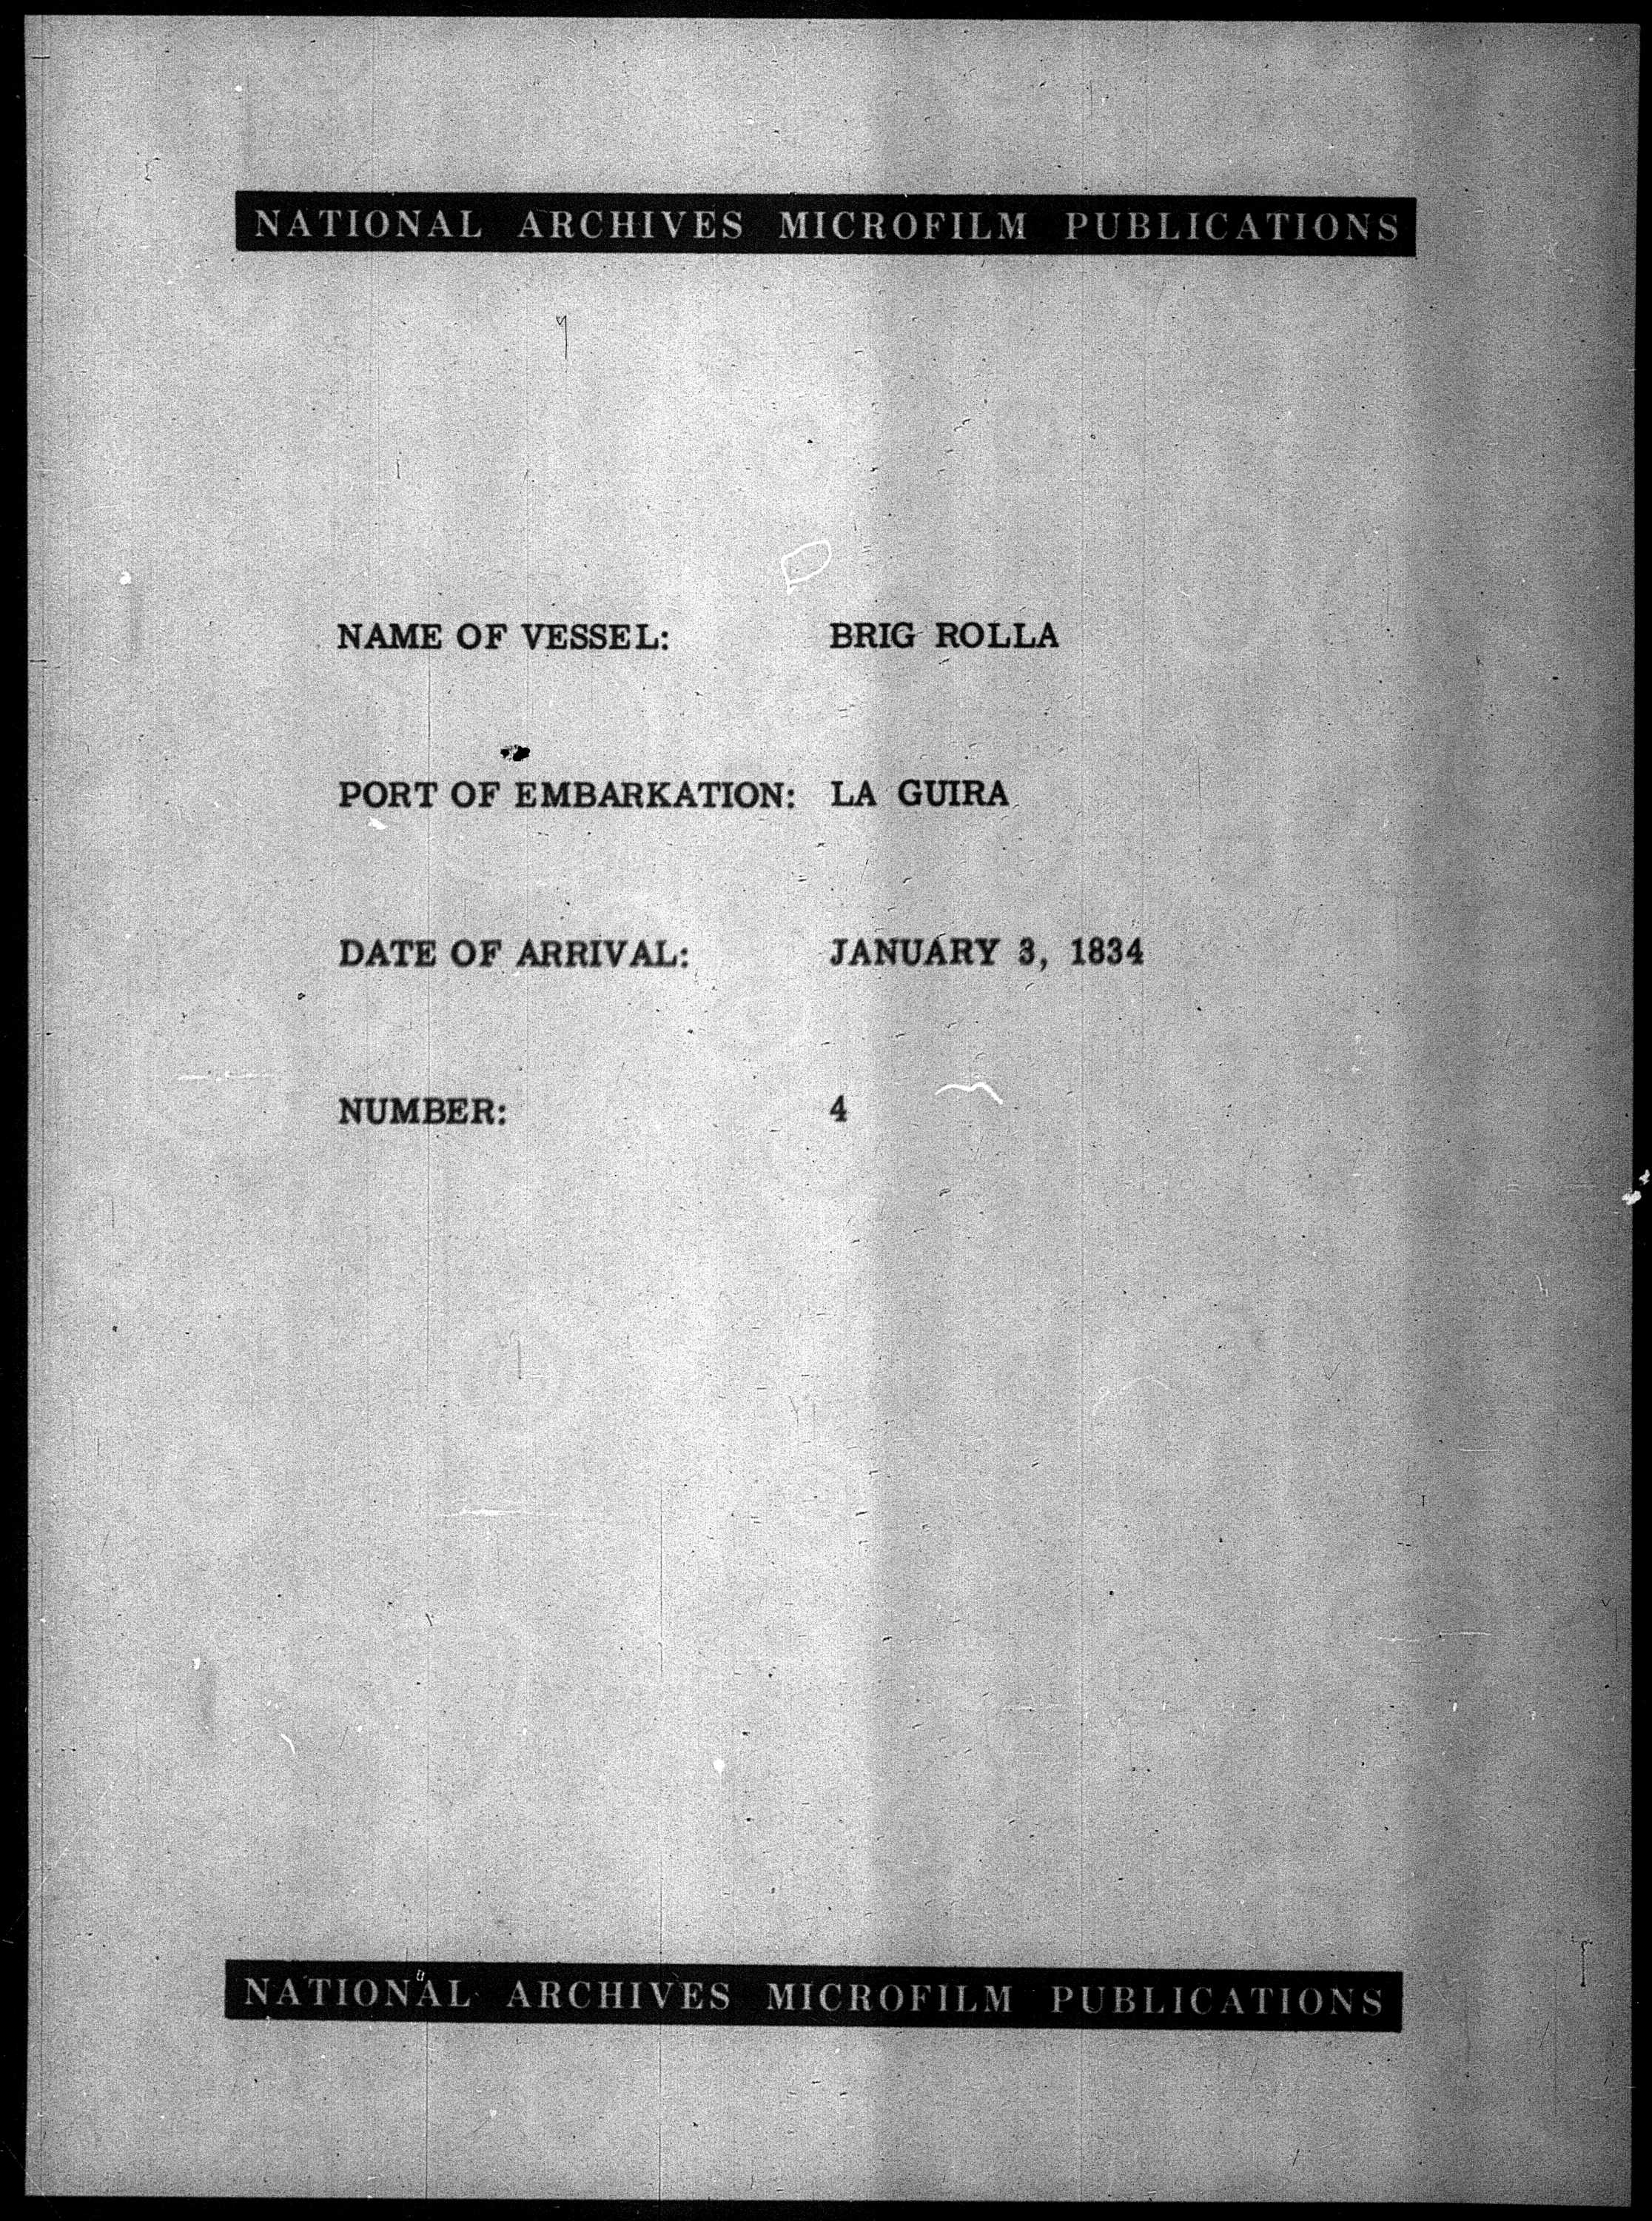 NATIONAL ARCHIVES MICROFILM PUBLICATIONS
NAME OF VESSEL: BRIG ROLLA
PORT OF EMBARKATION: LA GUIRA
DATE OF ARRIVAL: JANUARY 3, 1834
NUMBER: 4
NATIONAL ARCHIVES MICROFILM PUBLICATIONS